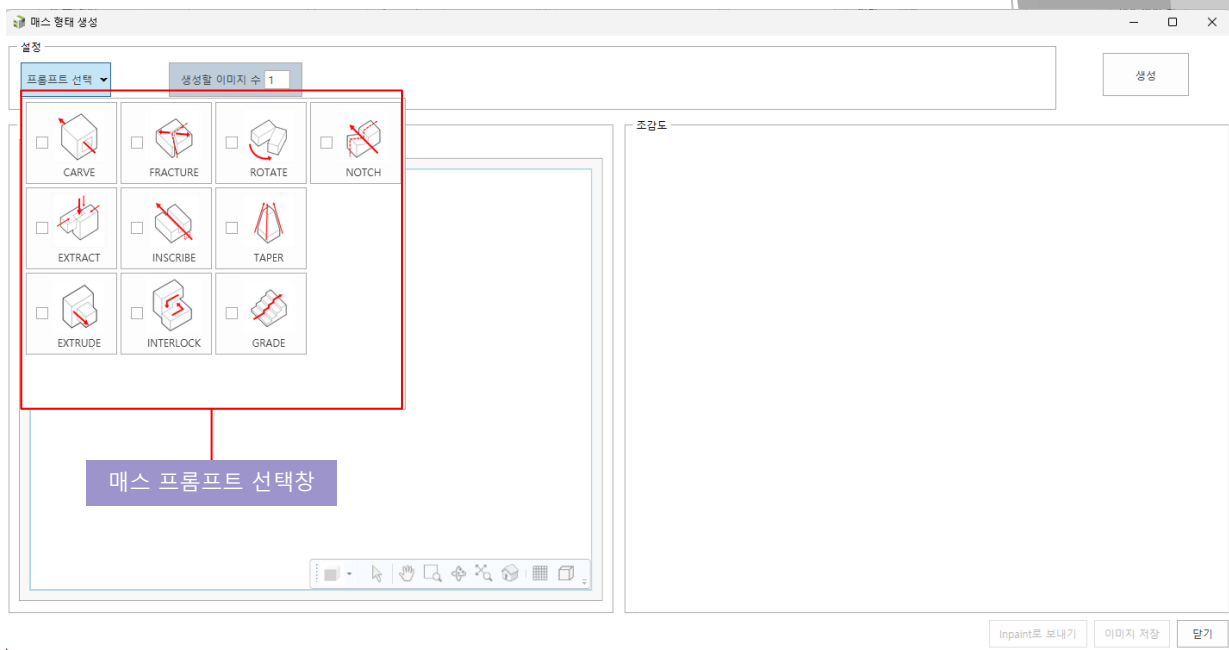 매스 형태 생성
설정
프롬프트 선택
생성할 이미지 수 1
생성
조감도
CARVE
FRACTURE
ROTATE
NOTCH
EXTRACT
INSCRIBE
TAPER
EXTRUDE
INTERLOCK
GRADE
매스 프롬프트 선택창
Inpaint로 보내기
이미지 저장
닫기